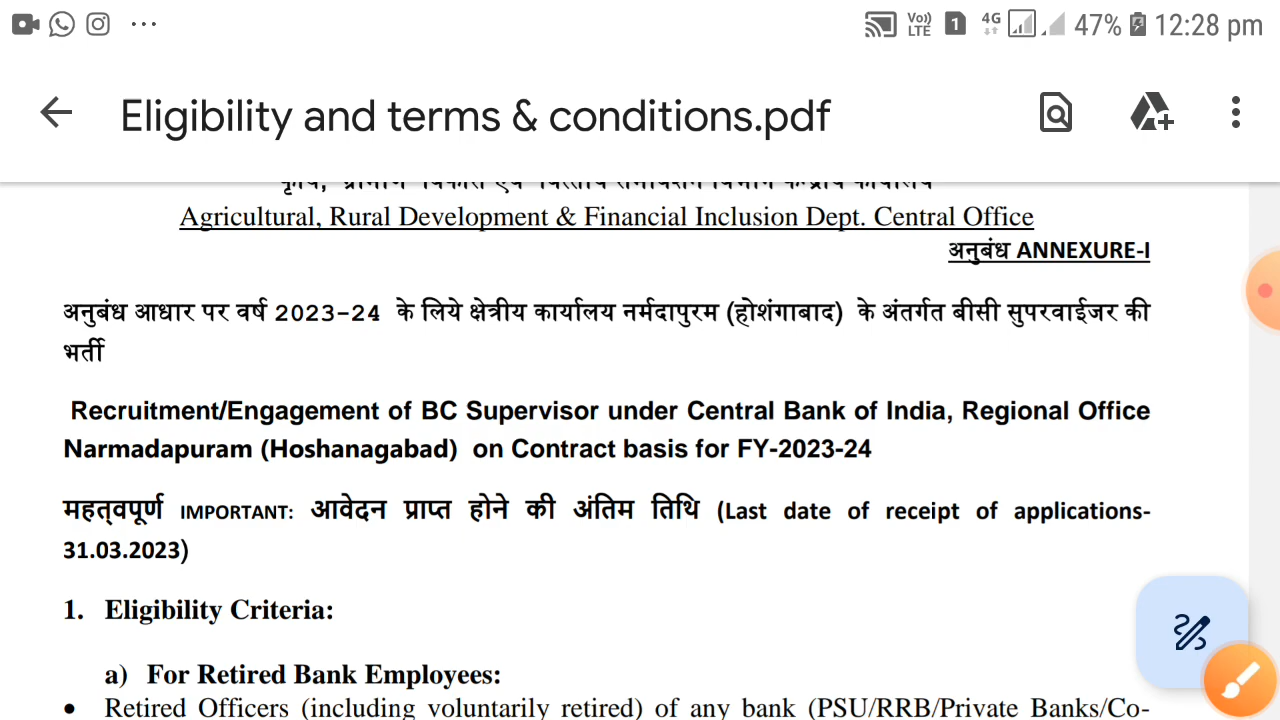 Vo)) LTE 1 4G 47% 12:28 pm
Eligibility and terms & conditions.pdf
Agricultural, Rural Development & Financial Inclusion Dept. Central Office
अनुबंध ANNEXURE-I
अनुबंध आधार पर वर्ष 2023-24 के लिये क्षेत्रीय कार्यालय नर्मदापुरम (होशंगाबाद) के अंतर्गत बीसी सुपरवाईजर की
भर्ती
Recruitment/Engagement of BC Supervisor under Central Bank of India, Regional Office
Narmadapuram (Hoshanagabad) on Contract basis for FY-2023-24
महत्वपूर्ण IMPORTANT: आवेदन प्राप्त होने की अंतिम तिथि (Last date of receipt of applications-
31.03.2023)
1. Eligibility Criteria:
a) For Retired Bank Employees:
• Retired Officers (including voluntarily retired) of any bank (PSU/RRB/Private Banks/Co-